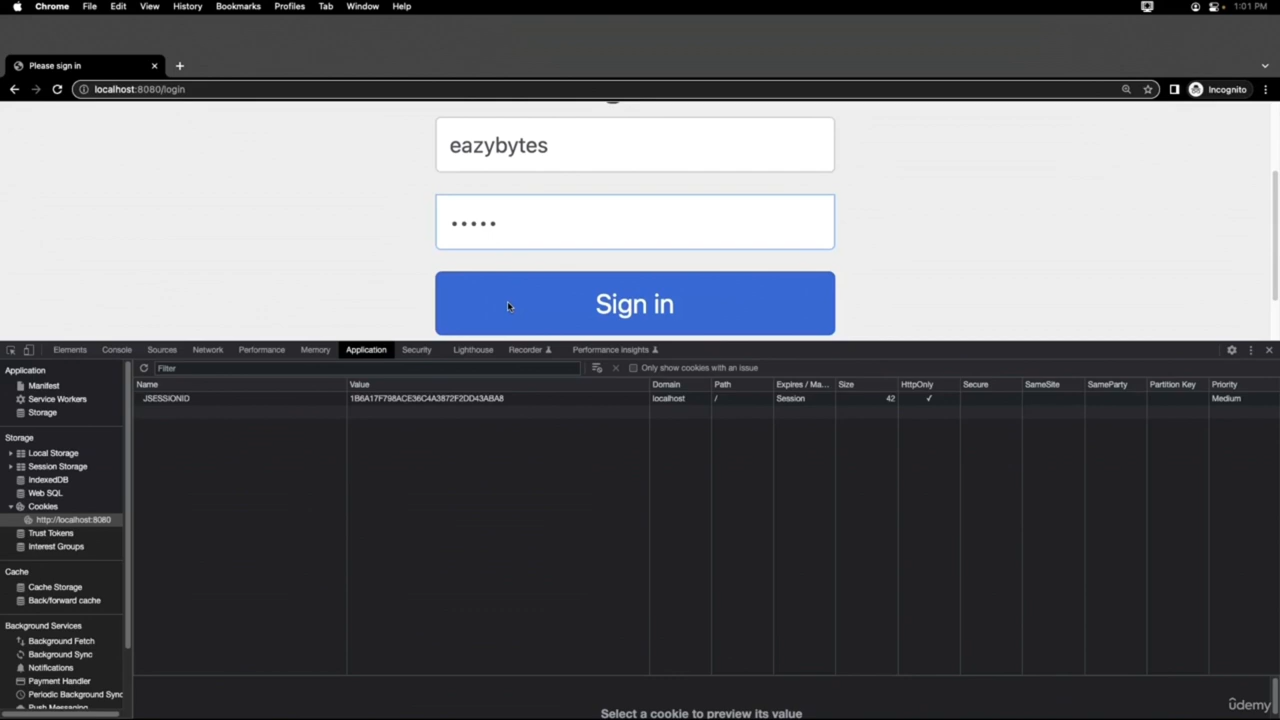 Chrome File Edit View History Bookmarks Profiles Tab Window Help 1:01 PM
Please sign in
localhost:8080/login Incognito
eazybytes
•••••
Sign in
Elements Console Sources Network Performance Memory Application Security Lighthouse Recorder Performance insights
Application Filter Only show cookies with an issue
Name Value Domain Path Expires / Ma... Size HttpOnly Secure SameSite SameParty Partition Key Priority
JSESSIONID 1B6A17F798ACE36C4A3872F2DD43ABA8 localhost / Session 42 ✓ Medium
Manifest
Service Workers
Storage
Storage
Local Storage
Session Storage
IndexedDB
Web SQL
Cookies
http://localhost:8080
Trust Tokens
Interest Groups
Cache
Cache Storage
Back/forward cache
Background Services
Background Fetch
Background Sync
Notifications
Payment Handler
Periodic Background Sync
Push Messaging
Select a cookie to preview its value
ûdemy